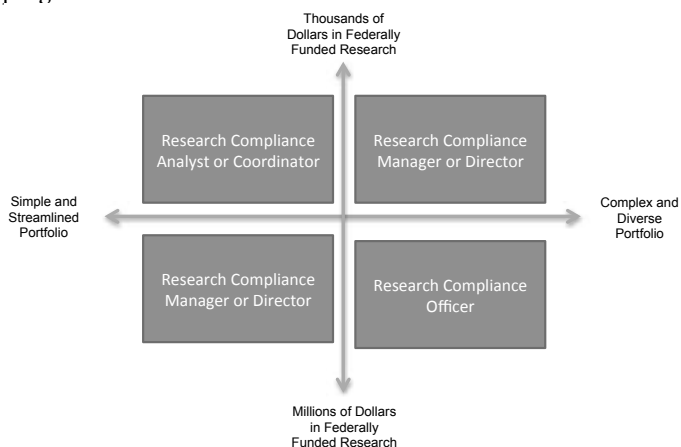 Thousands of
Dollars in Federally
Funded Research
Research Compliance
Analyst or Coordinator
Research Compliance
Manager or Director
Simple and
Streamlined
Portfolio
Complex and
Diverse
Portfolio
Research Compliance
Manager or Director
Research Compliance
Officer
Millions of Dollars
in Federally
Funded Research